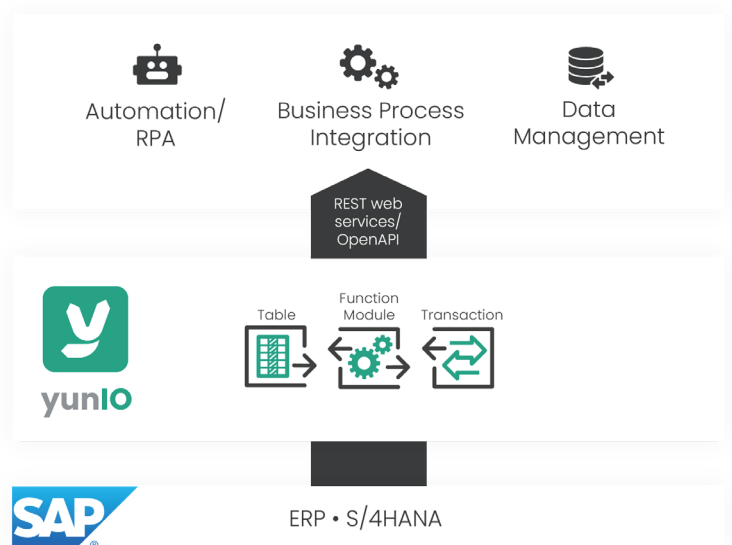 Automation/
RPA
Business Process
Integration
Data
Management
REST web
services/
OpenAPI
yunIO
Table
Function
Module
Transaction
SAP
®
ERP • S/4HANA